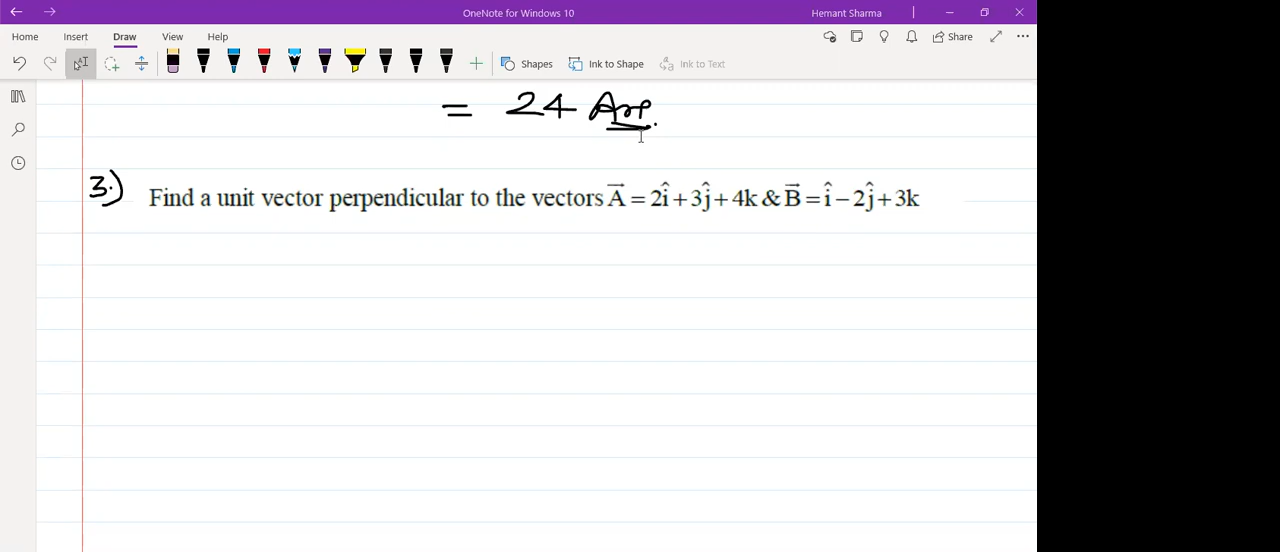 OneNote for Windows 10
Hemant Sharma
Home Insert Draw View Help
Share
Shapes Ink to Shape Ink to Text
= 24 Ans.
3.) Find a unit vector perpendicular to the vectors A⃗ = 2î + 3ĵ + 4k & B⃗ = î − 2ĵ + 3k